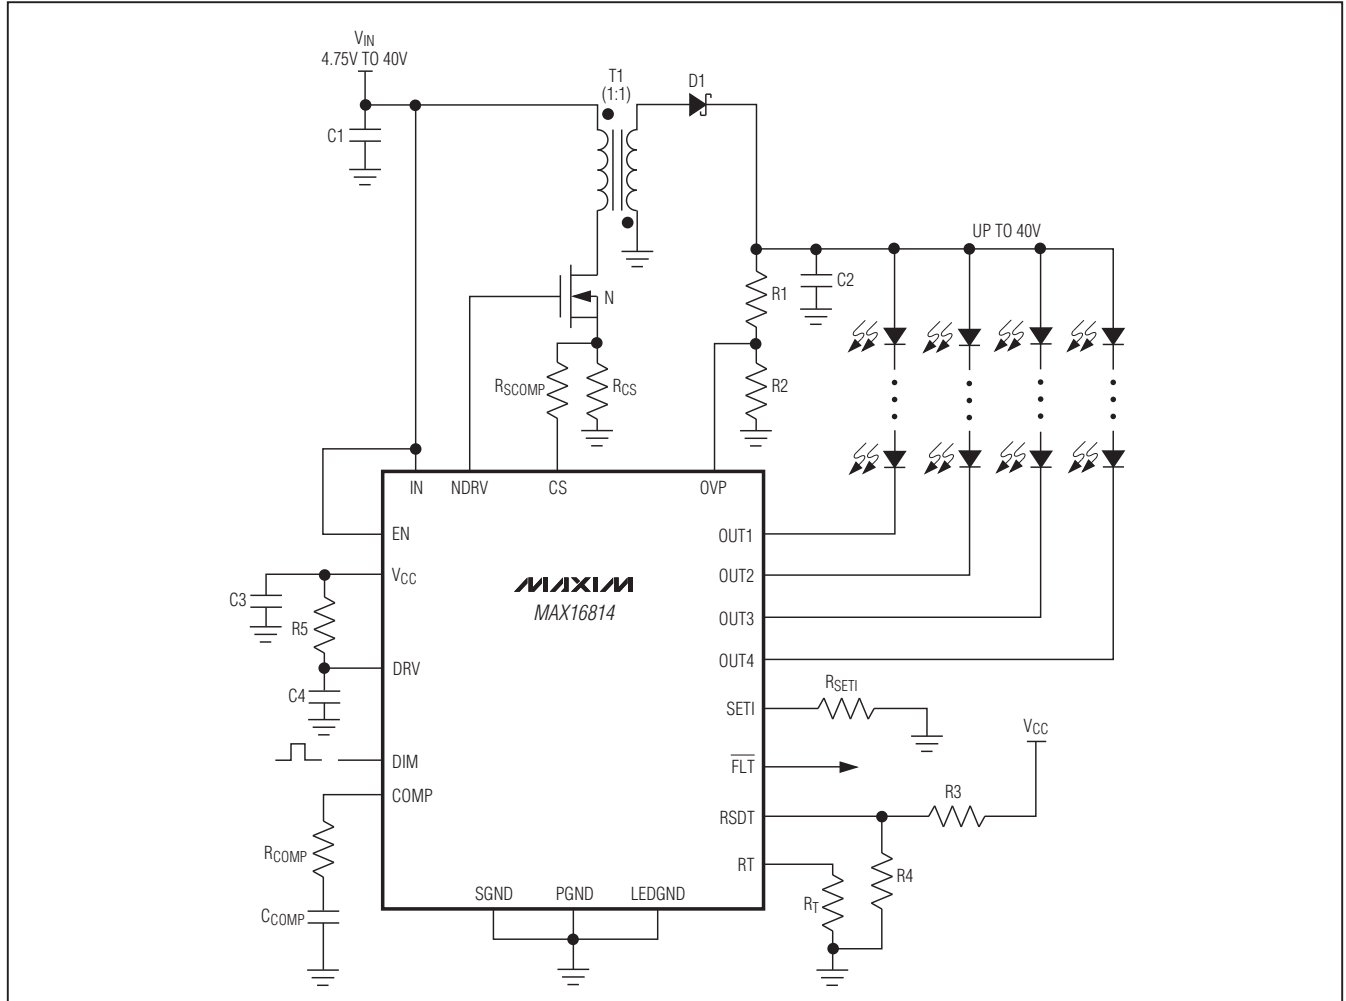 VIN
4.75V TO 40V
C1
T1
(1:1)
D1
UP TO 40V
C2
R1
N
RSCOMP
RCS
R2
IN
NDRV
CS
OVP
EN
OUT1
VCC
OUT2
MAXIM
MAX16814
C3
R5
OUT3
DRV
OUT4
C4
RSETI
SETI
VCC
DIM
FLT
COMP
R3
RSDT
RCOMP
RT
R4
SGND
PGND
LEDGND
RT
CCOMP